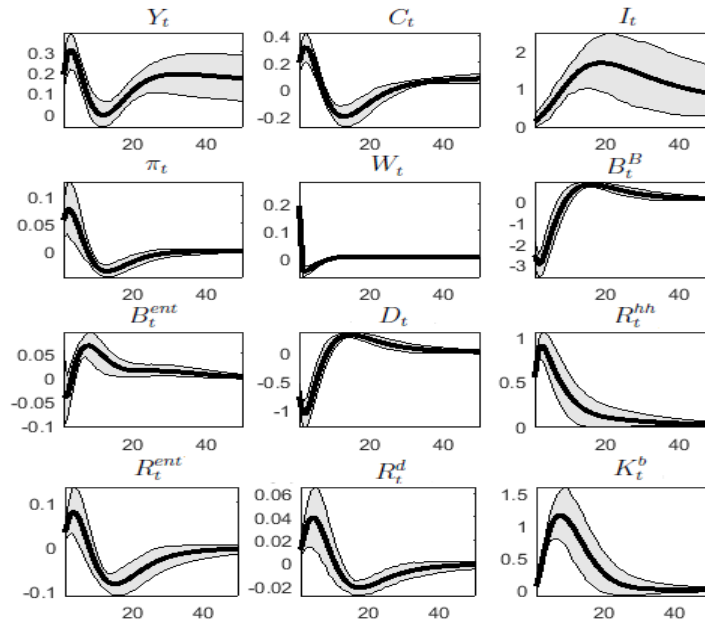 Y_t C_t I_t
0.3 0.2 0.1 0
0.2 0 -0.2
2 1 0
20 40 20 40 20 40
π_t W_t B_t^B
0.1 0.05 0
0.2 0.1 0
0 -1 -2 -3
20 40 20 40 20 40
B_t^{ent} D_t R_t^{hh}
0.05 0 -0.05 -0.1
0 -0.5 -1
1 0.5 0
20 40 20 40 20 40
R_t^{ent} R_t^d K_t^b
0.1 0 -0.1
0.06 0.04 0.02 0 -0.02
1.5 1 0.5 0
20 40 20 40 20 40